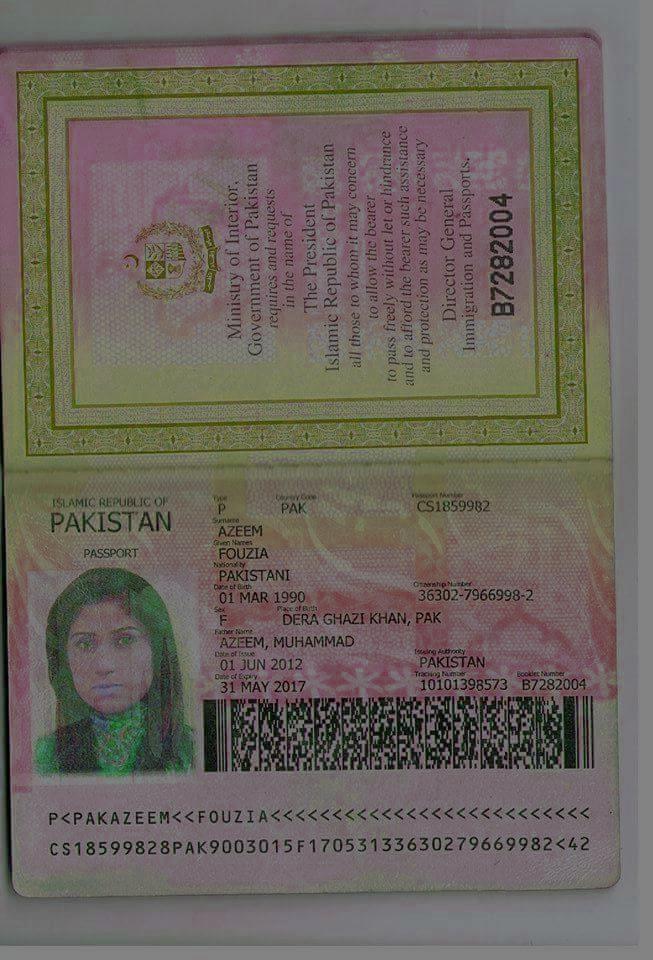 Ministry of Interior,
Government of Pakistan
requires and requests
in the name of
The President
Islamic Republic of Pakistan
all those to whom it may concern
to allow the bearer
to pass freely without let or hindrance
and to afford the bearer such assistance
and protection as may be necessary
Director General
Immigration and Passports.
B7282004
ISLAMIC REPUBLIC OF
PAKISTAN
PASSPORT
Type Country Code Passport Number
P PAK CS1859982
Surname
AZEEM
Given Names
FOUZIA
Nationality
PAKISTANI
Date of Birth Citizenship Number
01 MAR 1990 36302-7966998-2
Sex Place of Birth
F DERA GHAZI KHAN, PAK
Father Name
AZEEM, MUHAMMAD
Date of Issue Issuing Authority
01 JUN 2012 PAKISTAN
Date of Expiry Tracking Number Booklet Number
31 MAY 2017 10101398573 B7282004
P<PAKAZEEM<<FOUZIA<<<<<<<<<<<<<<<<<<<<<<<<<<
CS18599828PAK9003015F1705313363027966 9982<42